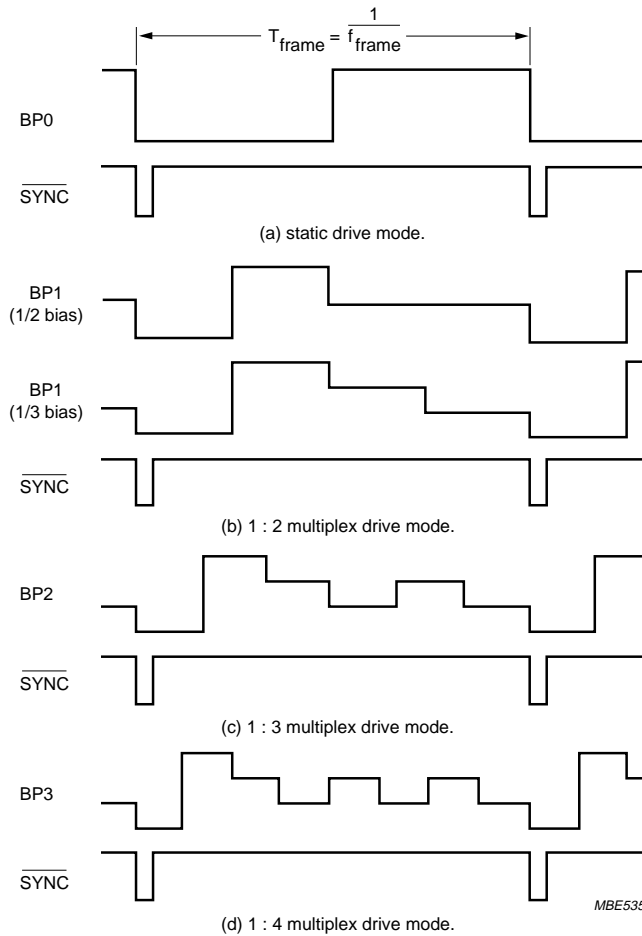 T_frame = 1 / f_frame
BP0
SYNC
(a) static drive mode.
BP1
(1/2 bias)
BP1
(1/3 bias)
SYNC
(b) 1 : 2 multiplex drive mode.
BP2
SYNC
(c) 1 : 3 multiplex drive mode.
BP3
SYNC
MBE535
(d) 1 : 4 multiplex drive mode.